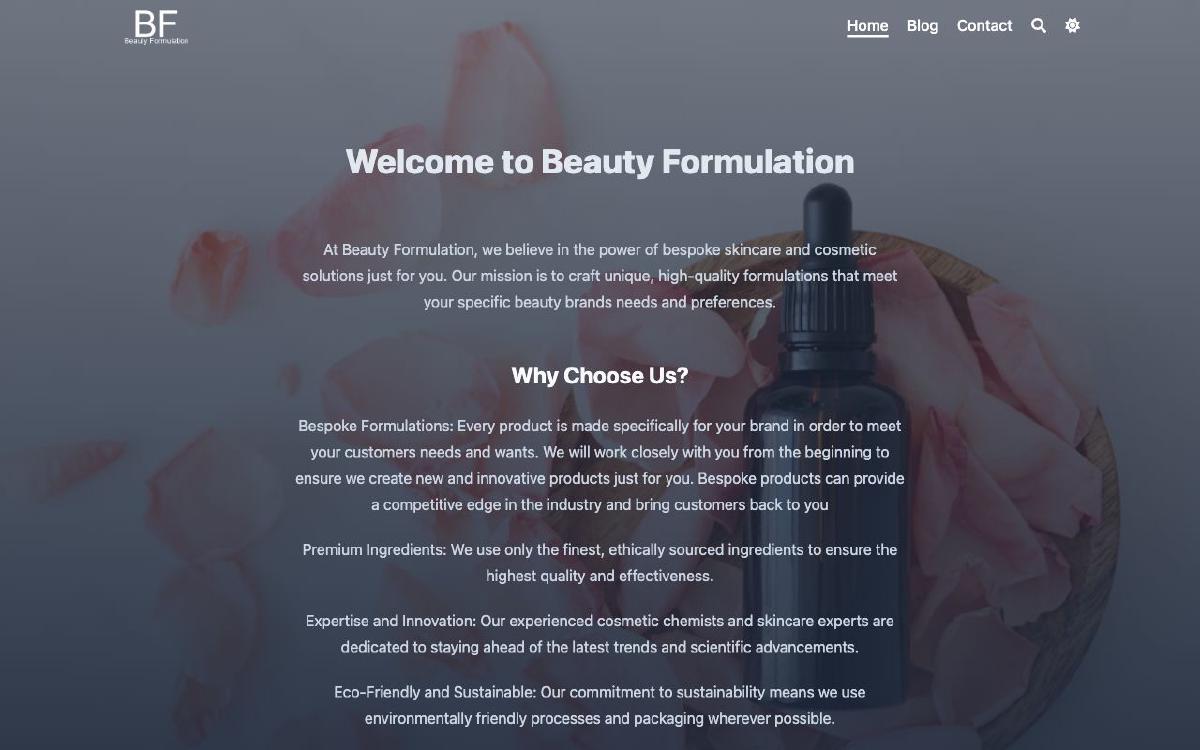 BF
Beauty Formulation
Home Blog Contact
Welcome to Beauty Formulation
At Beauty Formulation, we believe in the power of bespoke skincare and cosmetic
solutions just for you. Our mission is to craft unique, high-quality formulations that meet
your specific beauty brands needs and preferences.
Why Choose Us?
Bespoke Formulations: Every product is made specifically for your brand in order to meet
your customers needs and wants. We will work closely with you from the beginning to
ensure we create new and innovative products just for you. Bespoke products can provide
a competitive edge in the industry and bring customers back to you
Premium Ingredients: We use only the finest, ethically sourced ingredients to ensure the
highest quality and effectiveness.
Expertise and Innovation: Our experienced cosmetic chemists and skincare experts are
dedicated to staying ahead of the latest trends and scientific advancements.
Eco-Friendly and Sustainable: Our commitment to sustainability means we use
environmentally friendly processes and packaging wherever possible.